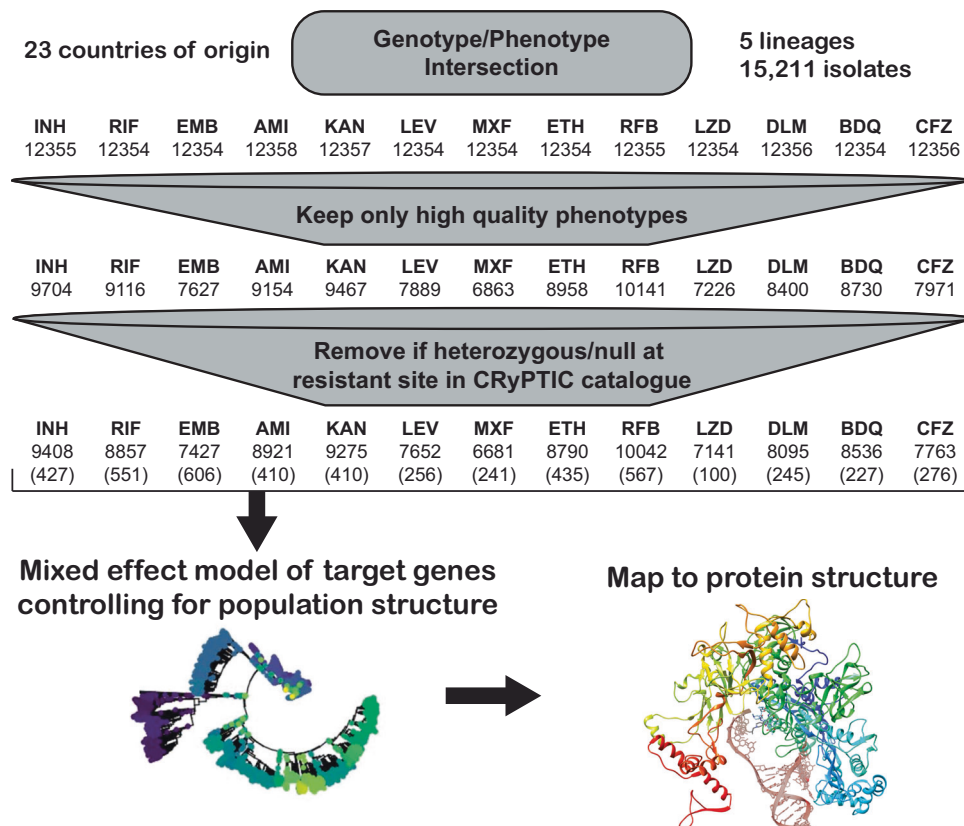 23 countries of origin
Genotype/Phenotype
Intersection
5 lineages
15,211 isolates
INH RIF EMB AMI KAN LEV MXF ETH RFB LZD DLM BDQ CFZ
12355 12354 12354 12358 12357 12354 12354 12354 12355 12354 12356 12354 12356
Keep only high quality phenotypes
INH RIF EMB AMI KAN LEV MXF ETH RFB LZD DLM BDQ CFZ
9704 9116 7627 9154 9467 7889 6863 8958 10141 7226 8400 8730 7971
Remove if heterozygous/null at
resistant site in CRyPTIC catalogue
INH RIF EMB AMI KAN LEV MXF ETH RFB LZD DLM BDQ CFZ
9408 8857 7427 8921 9275 7652 6681 8790 10042 7141 8095 8536 7763
(427) (551) (606) (410) (410) (256) (241) (435) (567) (100) (245) (227) (276)
Mixed effect model of target genes
controlling for population structure
Map to protein structure